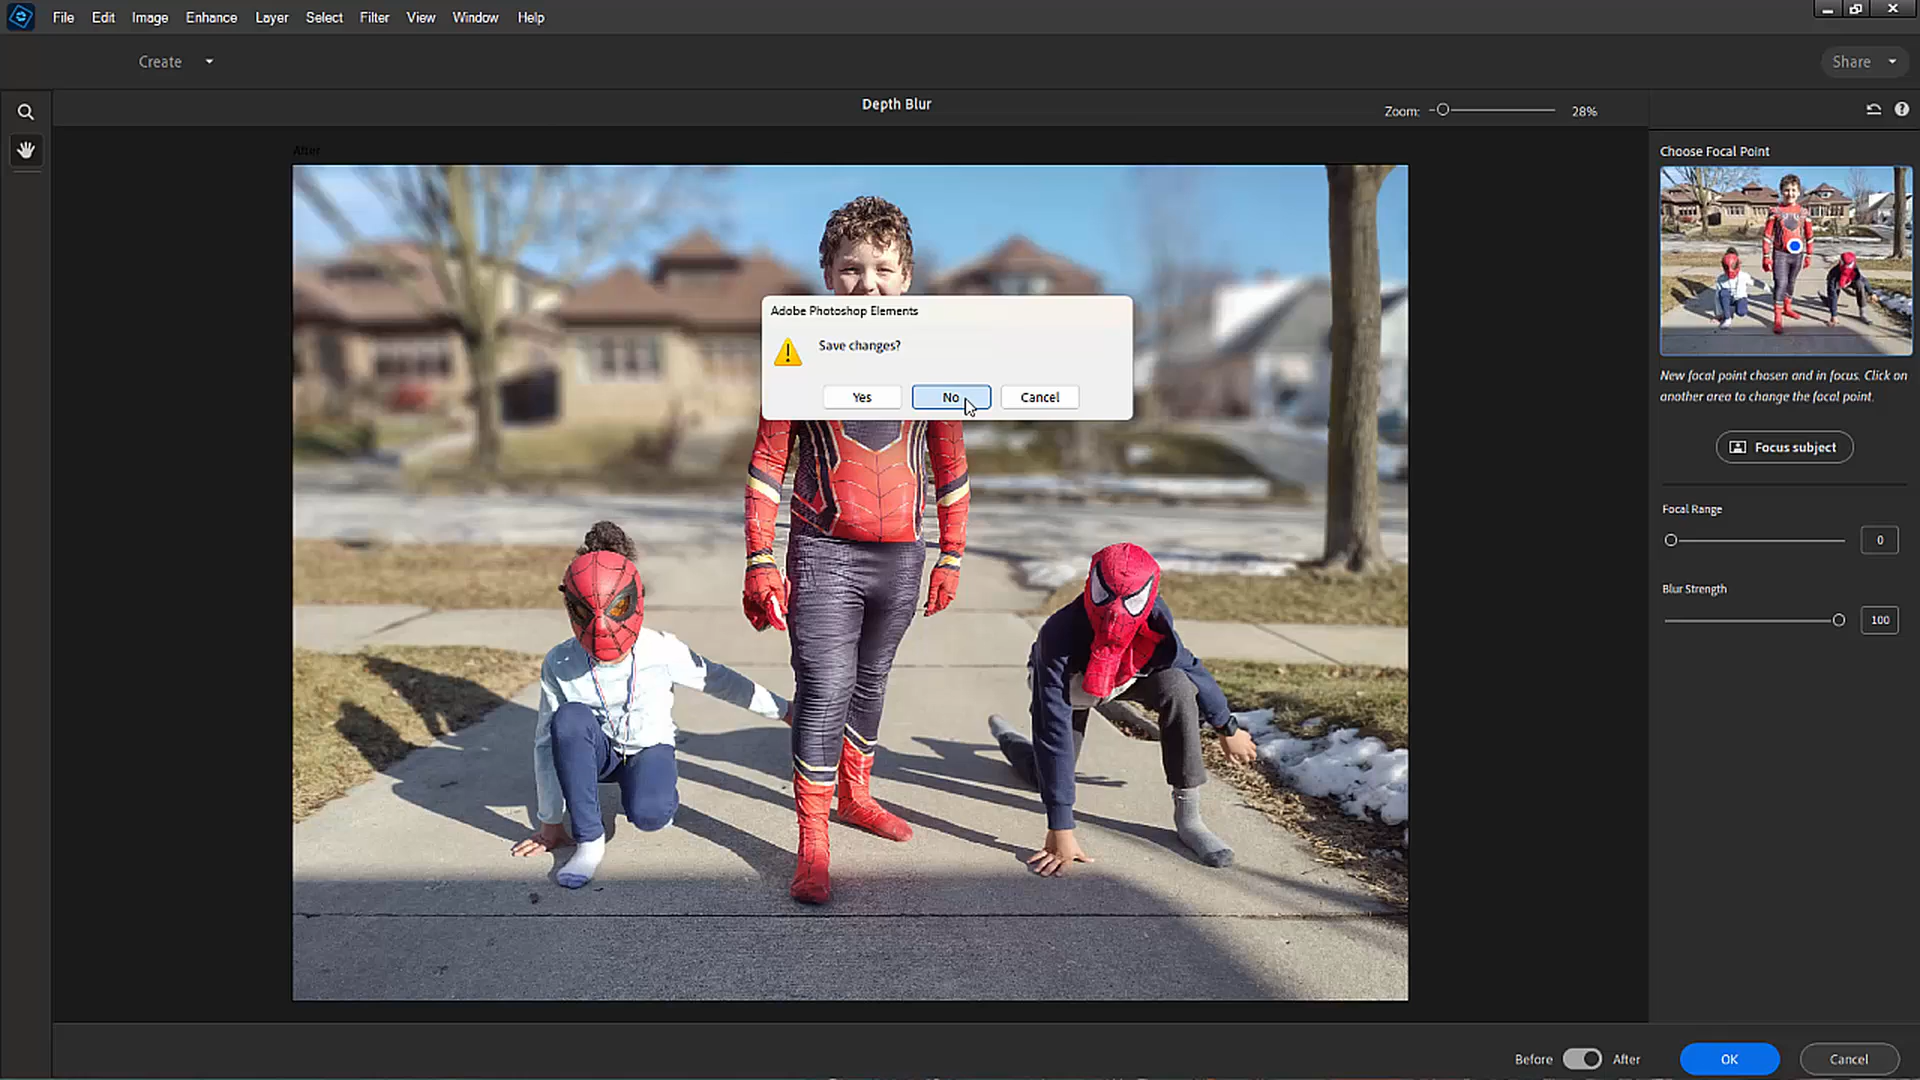 File Edit Image Enhance Layer Select Filter View Window Help
Create
Share
Depth Blur
Zoom:
28%
After
Choose Focal Point
New focal point chosen and in focus. Click on
another area to change the focal point.
Focus subject
Focal Range
0
Blur Strength
100
Adobe Photoshop Elements
Save changes?
Yes
No
Cancel
Before
After
OK
Cancel